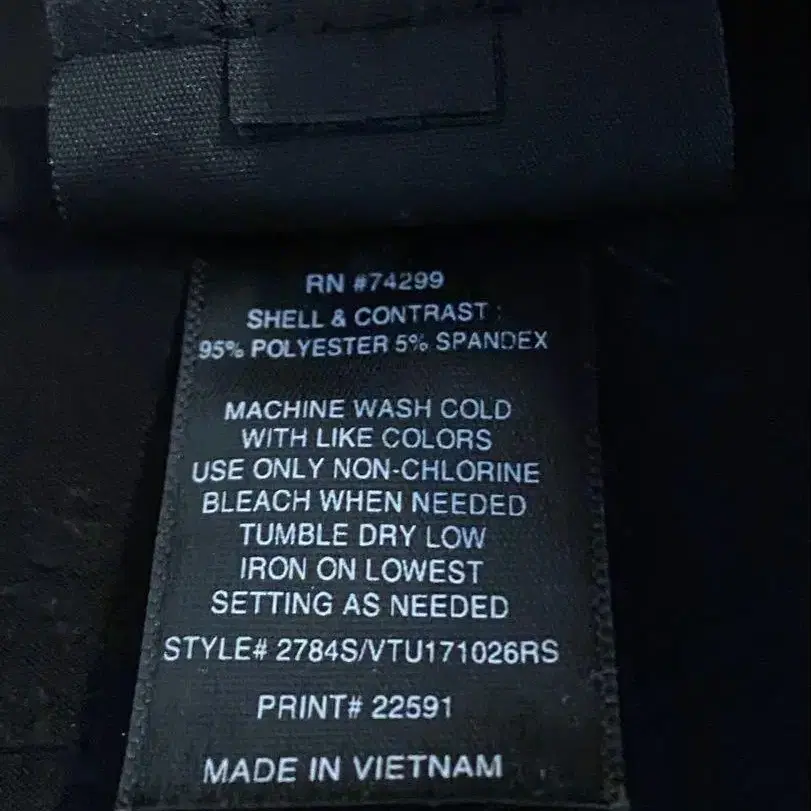 RN #74299
SHELL & CONTRAST :
95% POLYESTER 5% SPANDEX
MACHINE WASH COLD
WITH LIKE COLORS
USE ONLY NON-CHLORINE
BLEACH WHEN NEEDED
TUMBLE DRY LOW
IRON ON LOWEST
SETTING AS NEEDED
STYLE# 2784S/VTU171026RS
PRINT# 22591
MADE IN VIETNAM